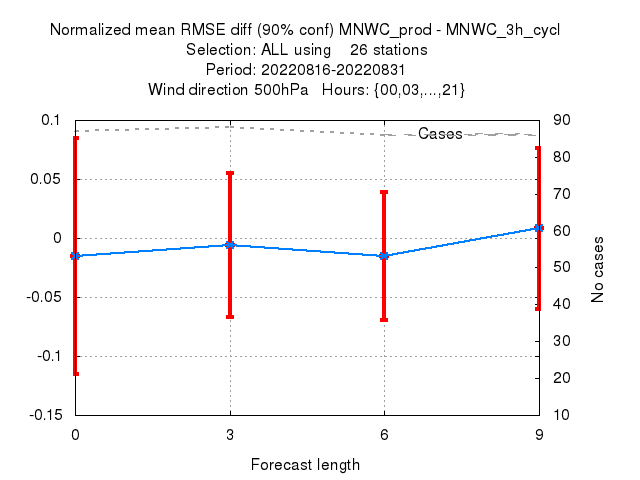 Normalized mean RMSE diff (90% conf) MNWC_prod - MNWC_3h_cycl
Selection: ALL using    26 stations
Period: 20220816-20220831
Wind direction 500hPa   Hours: {00,03,...,21}
0.1
0.05
0
-0.05
-0.1
-0.15
Cases
90
80
70
60
50
40
30
20
10
No cases
0 3 6 9
Forecast length